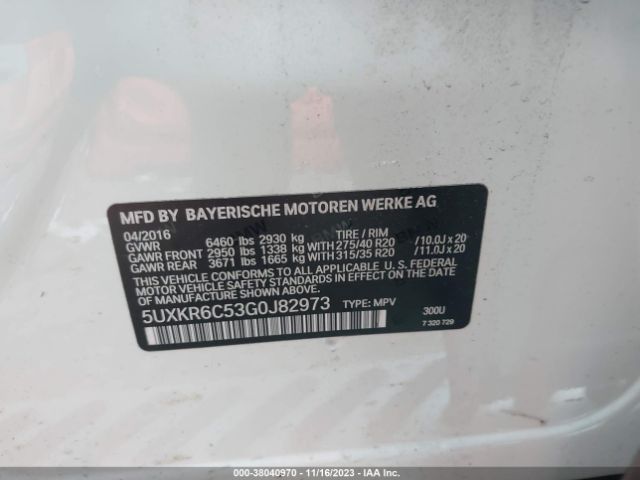 MFD BY BAYERISCHE MOTOREN WERKE AG
04/2016
GVWR 6460 lbs 2930 kg TIRE / RIM
GAWR FRONT 2950 lbs 1338 kg WITH 275/40 R20 /10.0J x 20
GAWR REAR 3671 lbs 1665 kg WITH 315/35 R20 /11.0J x 20
THIS VEHICLE CONFORMS TO ALL APPLICABLE U. S. FEDERAL
MOTOR VEHICLE SAFETY STANDARDS IN EFFECT ON THE
DATE OF MANUFACTURE SHOWN ABOVE.
5UXKR6C53G0J82973 TYPE: MPV 300U
7 320 729
000-38040970 - 11/16/2023 - IAA Inc.